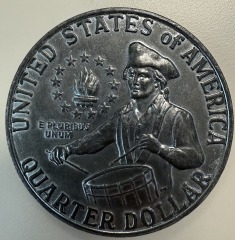 UNITED STATES of AMERICA
E PLURIBUS
UNUM
QUARTER DOLLAR